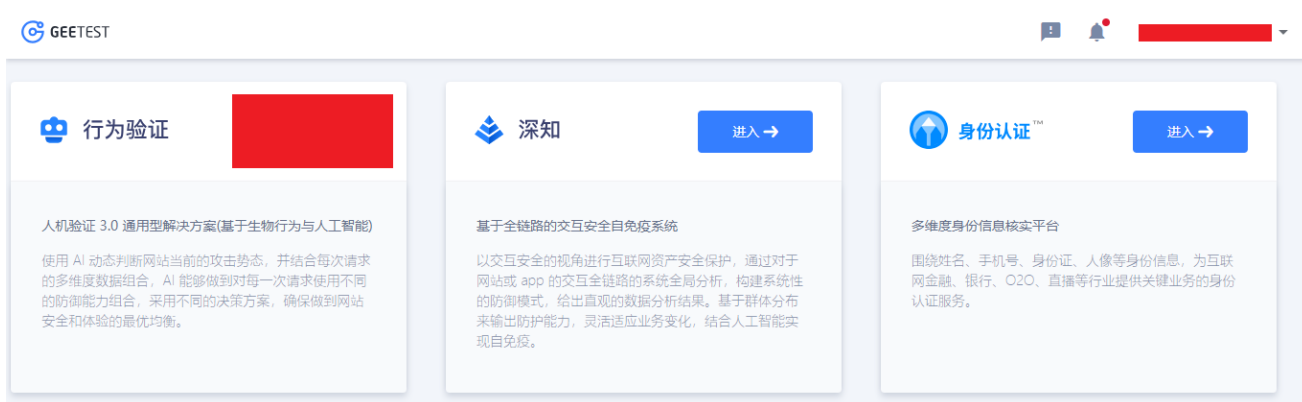 GEETEST
行为验证
人机验证 3.0 通用型解决方案(基于生物行为与人工智能)
使用 AI 动态判断网站当前的攻击势态，并结合每次请求
的多维度数据组合，AI 能够做到对每一次请求使用不同
的防御能力组合，采用不同的决策方案，确保做到网站
安全和体验的最优均衡。
深知
进入→
基于全链路的交互安全自免疫系统
以交互安全的视角进行互联网资产安全保护，通过对于
网站或 app 的交互全链路的系统全局分析，构建系统性
的防御模式，给出直观的数据分析结果。基于群体分布
来输出防护能力，灵活适应业务变化，结合人工智能实
现自免疫。
身份认证™
进入→
多维度身份信息核实平台
围绕姓名、手机号、身份证、人像等身份信息，为互联
网金融、银行、O2O、直播等行业提供关键业务的身份
认证服务。